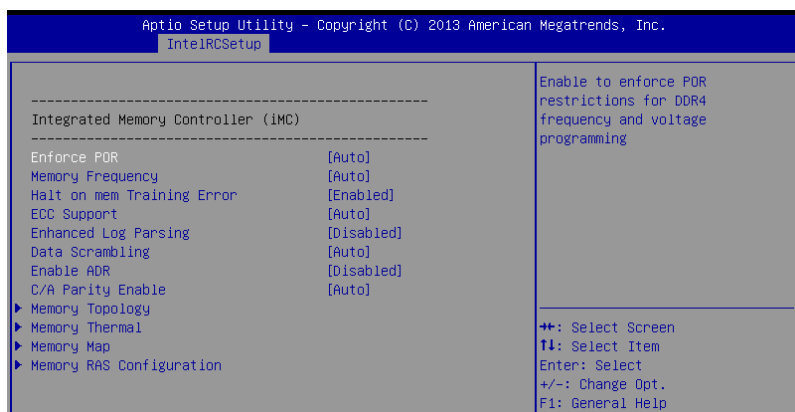 Aptio Setup Utility – Copyright (C) 2013 American Megatrends, Inc.
IntelRCSetup
--------------------------------------------------
Integrated Memory Controller (iMC)
--------------------------------------------------
Enforce POR [Auto]
Memory Frequency [Auto]
Halt on mem Training Error [Enabled]
ECC Support [Auto]
Enhanced Log Parsing [Disabled]
Data Scrambling [Auto]
Enable ADR [Disabled]
C/A Parity Enable [Auto]
Memory Topology
Memory Thermal
Memory Map
Memory RAS Configuration
Enable to enforce POR
restrictions for DDR4
frequency and voltage
programming
→←: Select Screen
↑↓: Select Item
Enter: Select
+/-: Change Opt.
F1: General Help